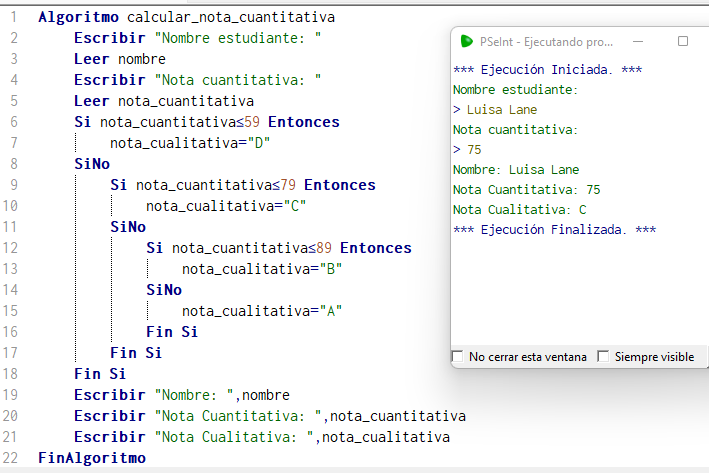 1 Algoritmo calcular_nota_cuantitativa
2 Escribir "Nombre estudiante: "
3 Leer nombre
4 Escribir "Nota cuantitativa: "
5 Leer nota_cuantitativa
6 Si nota_cuantitativa≤59 Entonces
7 nota_cualitativa="D"
8 SiNo
9 Si nota_cuantitativa≤79 Entonces
10 nota_cualitativa="C"
11 SiNo
12 Si nota_cuantitativa≤89 Entonces
13 nota_cualitativa="B"
14 SiNo
15 nota_cualitativa="A"
16 Fin Si
17 Fin Si
18 Fin Si
19 Escribir "Nombre: ",nombre
20 Escribir "Nota Cuantitativa: ",nota_cuantitativa
21 Escribir "Nota Cualitativa: ",nota_cualitativa
22 FinAlgoritmo
PSeInt - Ejecutando pro...
*** Ejecución Iniciada. ***
Nombre estudiante:
> Luisa Lane
Nota cuantitativa:
> 75
Nombre: Luisa Lane
Nota Cuantitativa: 75
Nota Cualitativa: C
*** Ejecución Finalizada. ***
No cerrar esta ventana Siempre visible